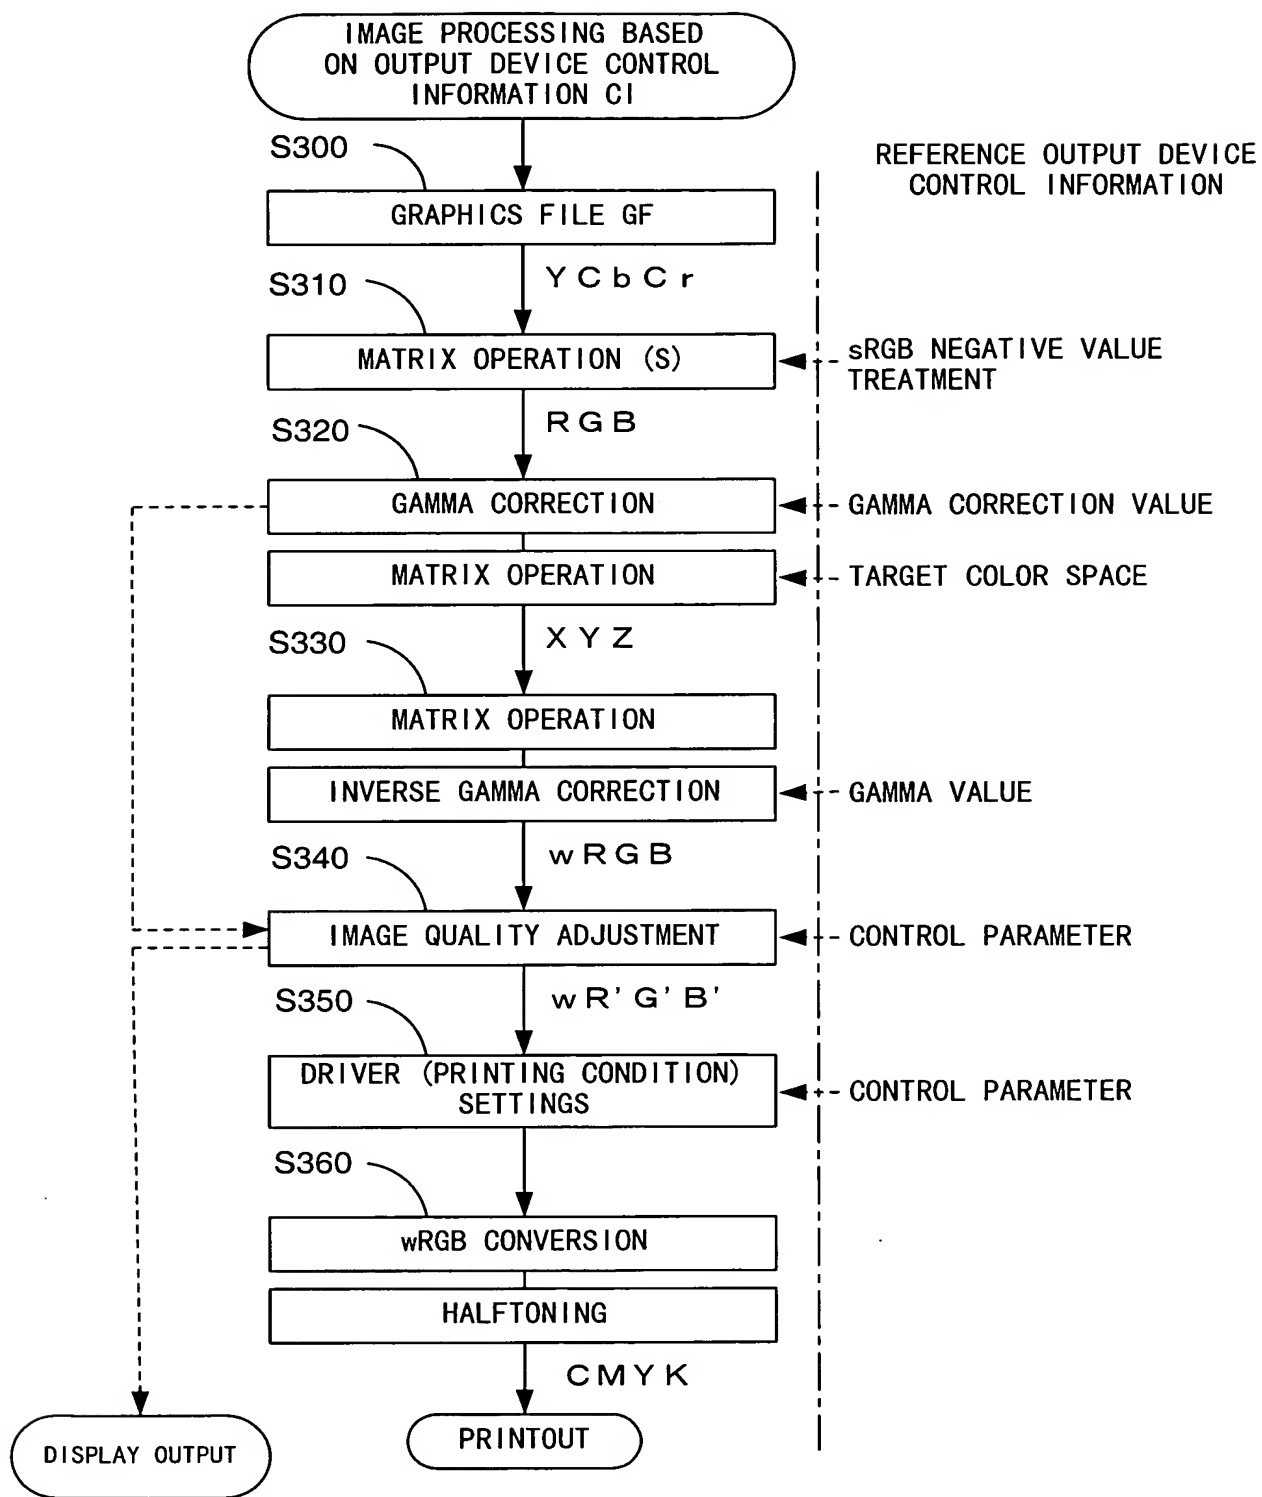 IMAGE PROCESSING BASED
ON OUTPUT DEVICE CONTROL
INFORMATION CI
S300
REFERENCE OUTPUT DEVICE
CONTROL INFORMATION
GRAPHICS FILE GF
YCbCr
S310
MATRIX OPERATION (S)
sRGB NEGATIVE VALUE
TREATMENT
RGB
S320
GAMMA CORRECTION
GAMMA CORRECTION VALUE
MATRIX OPERATION
TARGET COLOR SPACE
XYZ
S330
MATRIX OPERATION
INVERSE GAMMA CORRECTION
GAMMA VALUE
wRGB
S340
IMAGE QUALITY ADJUSTMENT
CONTROL PARAMETER
wR'G'B'
S350
DRIVER (PRINTING CONDITION)
SETTINGS
CONTROL PARAMETER
S360
wRGB CONVERSION
HALFTONING
CMYK
DISPLAY OUTPUT
PRINTOUT